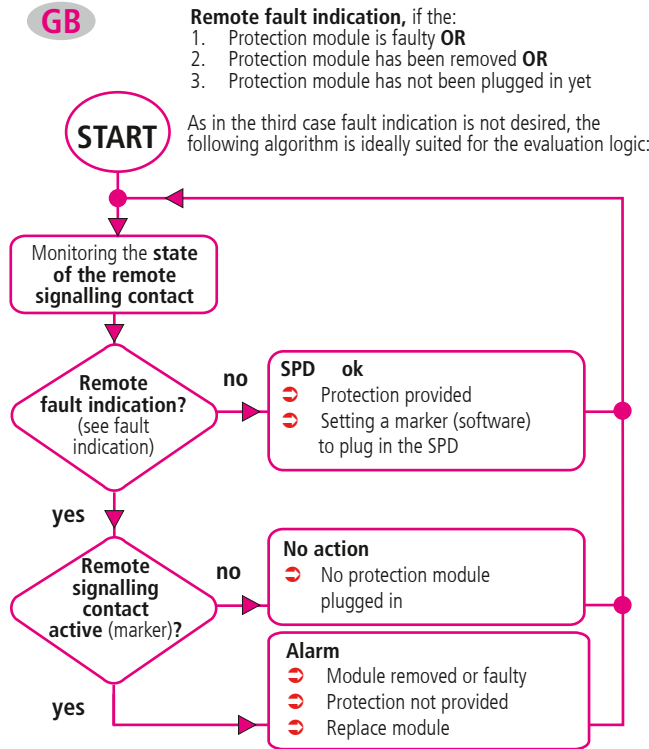 GB
Remote fault indication, if the:
1. Protection module is faulty OR
2. Protection module has been removed OR
3. Protection module has not been plugged in yet
START
As in the third case fault indication is not desired, the
following algorithm is ideally suited for the evaluation logic:
Monitoring the state
of the remote
signalling contact
Remote
fault indication?
(see fault
indication)
no
SPD ok
Protection provided
Setting a marker (software)
to plug in the SPD
yes
Remote
signalling
contact
active (marker)?
no
No action
No protection module
plugged in
yes
Alarm
Module removed or faulty
Protection not provided
Replace module